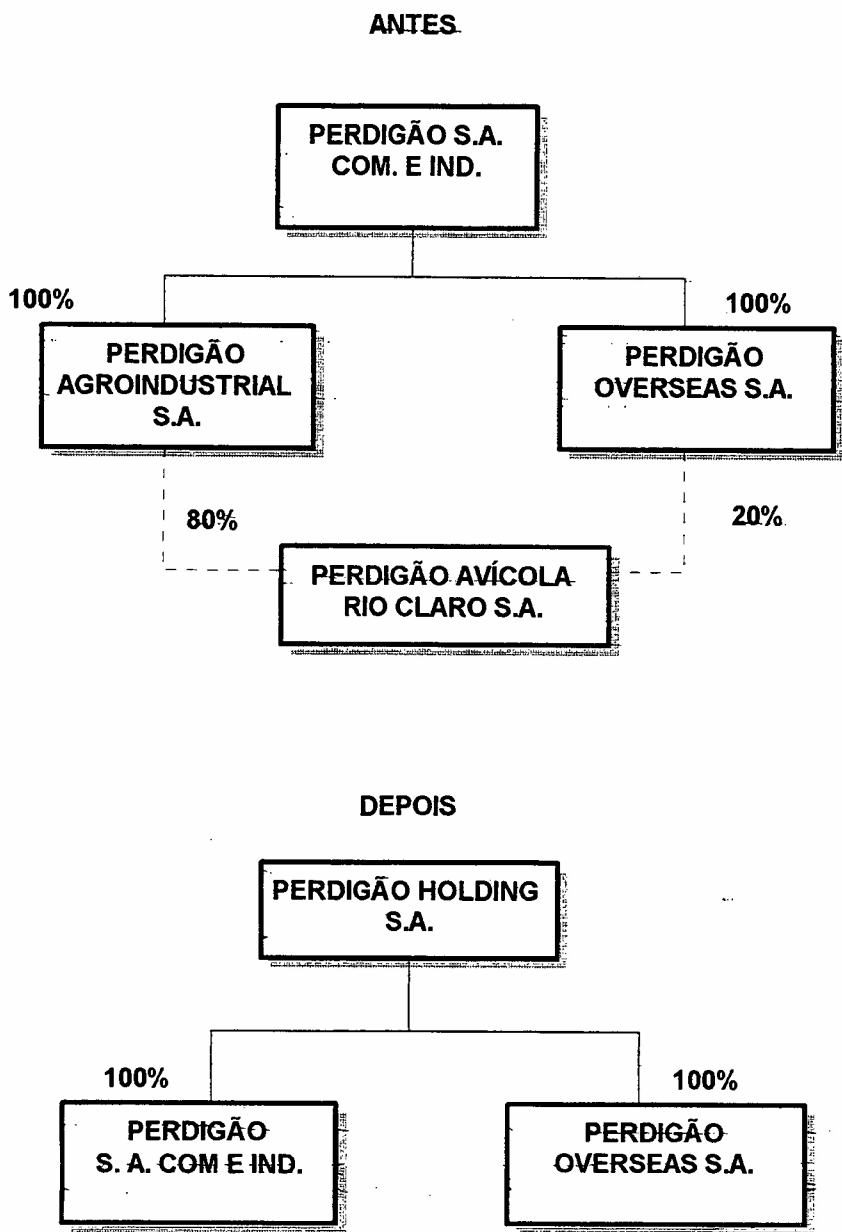 ANTES
PERDIGÃO S.A.
COM. E IND.
100%
100%
PERDIGÃO
AGROINDUSTRIAL
S.A.
PERDIGÃO
OVERSEAS S.A.
80%
20%
PERDIGÃO AVÍCOLA
RIO CLARO S.A.
DEPOIS
PERDIGÃO HOLDING
S.A.
100%
100%
PERDIGÃO
S. A. COM E IND.
PERDIGÃO
OVERSEAS S.A.